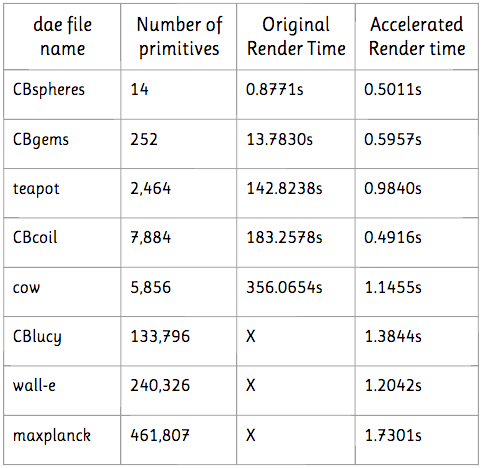 dae file name Number of primitives Original Render Time Accelerated Render time
CBspheres 14 0.8771s 0.5011s
CBgems 252 13.7830s 0.5957s
teapot 2,464 142.8238s 0.9840s
CBcoil 7,884 183.2578s 0.4916s
cow 5,856 356.0654s 1.1455s
CBlucy 133,796 X 1.3844s
wall-e 240,326 X 1.2042s
maxplanck 461,807 X 1.7301s